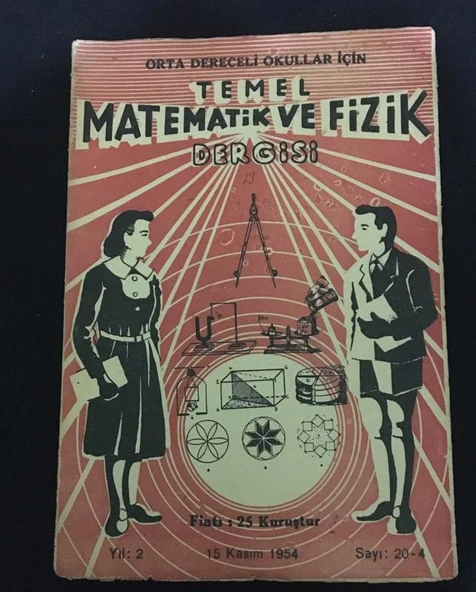 ORTA DERECELİ OKULLAR İÇİN
TEMEL
MATEMATİK VE FİZİK
DERGİSİ
13
Fiatı : 25 Kuruştur
Yıl: 2 15 Kasım 1954 Sayı: 20-4